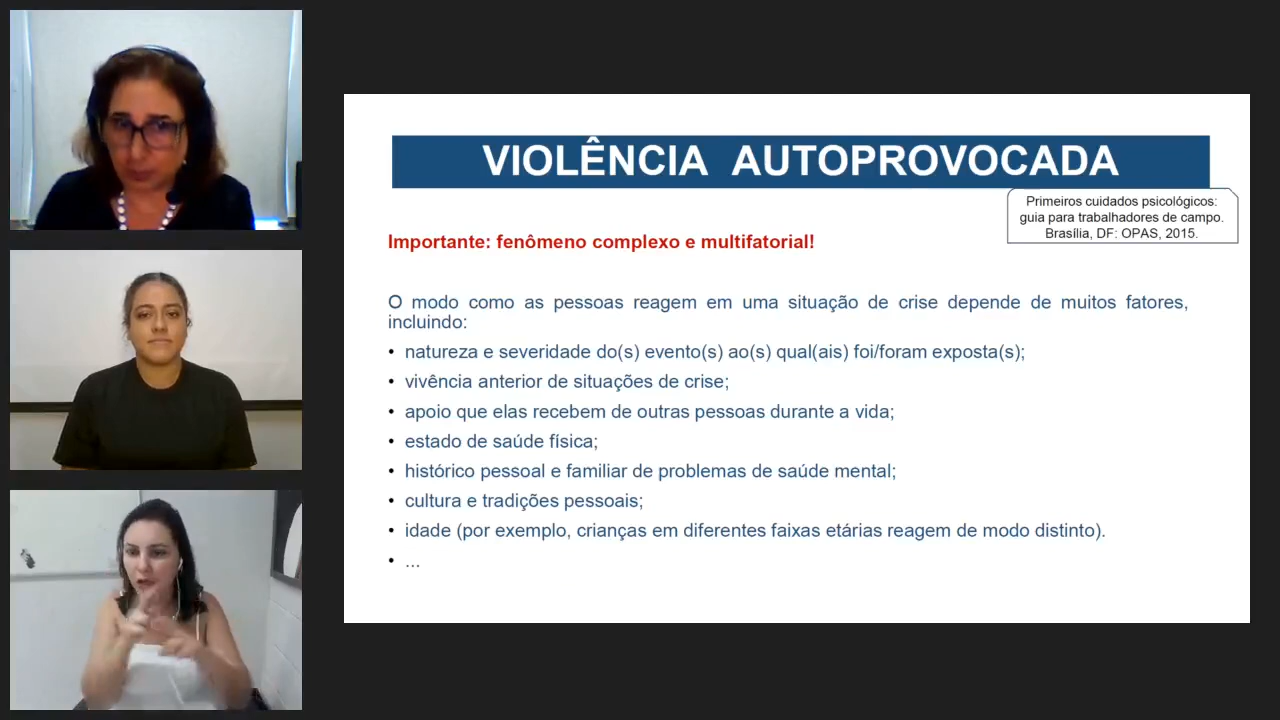 VIOLÊNCIA AUTOPROVOCADA
Primeiros cuidados psicológicos:
guia para trabalhadores de campo.
Brasília, DF: OPAS, 2015.
Importante: fenômeno complexo e multifatorial!
O modo como as pessoas reagem em uma situação de crise depende de muitos fatores,
incluindo:
• natureza e severidade do(s) evento(s) ao(s) qual(ais) foi/foram exposta(s);
• vivência anterior de situações de crise;
• apoio que elas recebem de outras pessoas durante a vida;
• estado de saúde física;
• histórico pessoal e familiar de problemas de saúde mental;
• cultura e tradições pessoais;
• idade (por exemplo, crianças em diferentes faixas etárias reagem de modo distinto).
• ...